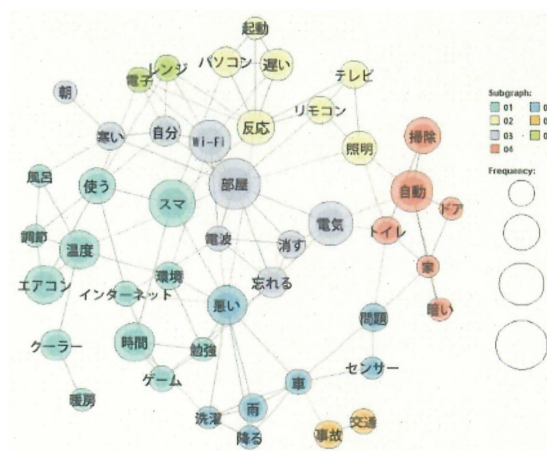 起動
パソコン
遅い
レンジ
電子
テレビ
朝
リモコン
反応
寒い
自分
Wi-Fi
照明
掃除
風呂
使う
スマ
部屋
自動
ドア
電気
トイレ
調節
温度
電波
消す
家
エアコン
環境
忘れる
インターネット
悪い
暗い
問題
クーラー
時間
勉強
センサー
ゲーム
車
暖房
洗濯
雨
事故
交通
降る
Subgraph:
01
02
03
04
Frequency: